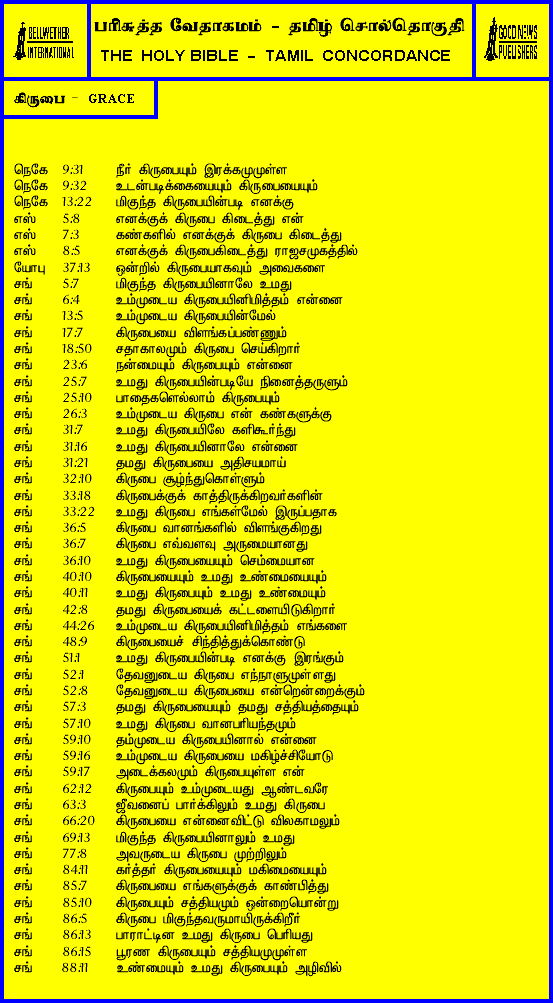 BELLWETHER
INTERNATIONAL
பரிசுத்த வேதாகமம் - தமிழ் சொல்தொகுதி
THE HOLY BIBLE - TAMIL CONCORDANCE
GOOD NEWS
PUBLISHERS
கிருபை - GRACE
நெகே 9:31 நீர் கிருபையும் இரக்கமுமுள்ள
நெகே 9:32 உடன்படிக்கையையும் கிருபையையும்
நெகே 13:22 மிகுந்த கிருபையின்படி எனக்கு
எஸ் 5:8 எனக்குக் கிருபை கிடைத்து என்
எஸ் 7:3 கண்களில் எனக்குக் கிருபை கிடைத்து
எஸ் 8:5 எனக்குக் கிருபைகிடைத்து ராஜசமுகத்தில்
யோபு 37:13 ஒன்றில் கிருபையாகவும் அவைகளை
சங் 5:7 மிகுந்த கிருபையினாலே உமது
சங் 6:4 உம்முடைய கிருபையினிமித்தம் என்னை
சங் 13:5 உம்முடைய கிருபையின்மேல்
சங் 17:7 கிருபையை விளங்கப்பண்ணும்
சங் 18:50 சதாகாலமும் கிருபை செய்கிறார்
சங் 23:6 நன்மையும் கிருபையும் என்னை
சங் 25:7 உமது கிருபையின்படியே நினைத்தருளும்
சங் 25:10 பாதைகளெல்லாம் கிருபையும்
சங் 26:3 உம்முடைய கிருபை என் கண்களுக்கு
சங் 31:7 உமது கிருபையிலே களிகூர்ந்து
சங் 31:16 உமது கிருபையினாலே என்னை
சங் 31:21 தமது கிருபையை அதிசயமாய்
சங் 32:10 கிருபை சூழ்ந்துகொள்ளும்
சங் 33:18 கிருபைக்குக் காத்திருக்கிறவர்களின்
சங் 33:22 உமது கிருபை எங்கள்மேல் இருப்பதாக
சங் 36:5 கிருபை வானங்களில் விளங்குகிறது
சங் 36:7 கிருபை எவ்வளவு அருமையானது
சங் 36:10 உமது கிருபையையும் செம்மையான
சங் 40:10 கிருபையையும் உமது உண்மையையும்
சங் 40:11 உமது கிருபையும் உமது உண்மையும்
சங் 42:8 தமது கிருபையைக் கட்டளையிடுகிறார்
சங் 44:26 உம்முடைய கிருபையினிமித்தம் எங்களை
சங் 48:9 கிருபையைச் சிந்தித்துக்கொண்டு
சங் 51:1 உமது கிருபையின்படி எனக்கு இரங்கும்
சங் 52:1 தேவனுடைய கிருபை எந்நாளுமுள்ளது
சங் 52:8 தேவனுடைய கிருபையை என்றென்றைக்கும்
சங் 57:3 தமது கிருபையையும் தமது சத்தியத்தையும்
சங் 57:10 உமது கிருபை வானபரியந்தமும்
சங் 59:10 தம்முடைய கிருபையினால் என்னை
சங் 59:16 உம்முடைய கிருபையை மகிழ்ச்சியோடு
சங் 59:17 அடைக்கலமும் கிருபையுள்ள என்
சங் 62:12 கிருபையும் உம்முடையது ஆண்டவரே
சங் 63:3 ஜீவனைப் பார்க்கிலும் உமது கிருபை
சங் 66:20 கிருபையை என்னைவிட்டு விலகாமலும்
சங் 69:13 மிகுந்த கிருபையினாலும் உமது
சங் 77:8 அவருடைய கிருபை முற்றிலும்
சங் 84:11 கர்த்தர் கிருபையையும் மகிமையையும்
சங் 85:7 கிருபையை எங்களுக்குக் காண்பித்து
சங் 85:10 கிருபையும் சத்தியமும் ஒன்றையொன்று
சங் 86:5 கிருபை மிகுந்தவருமாயிருக்கிறீர்
சங் 86:13 பாராட்டின உமது கிருபை பெரியது
சங் 86:15 பூரண கிருபையும் சத்தியமுமுள்ள
சங் 88:11 உண்மையும் உமது கிருபையும் அழிவில்